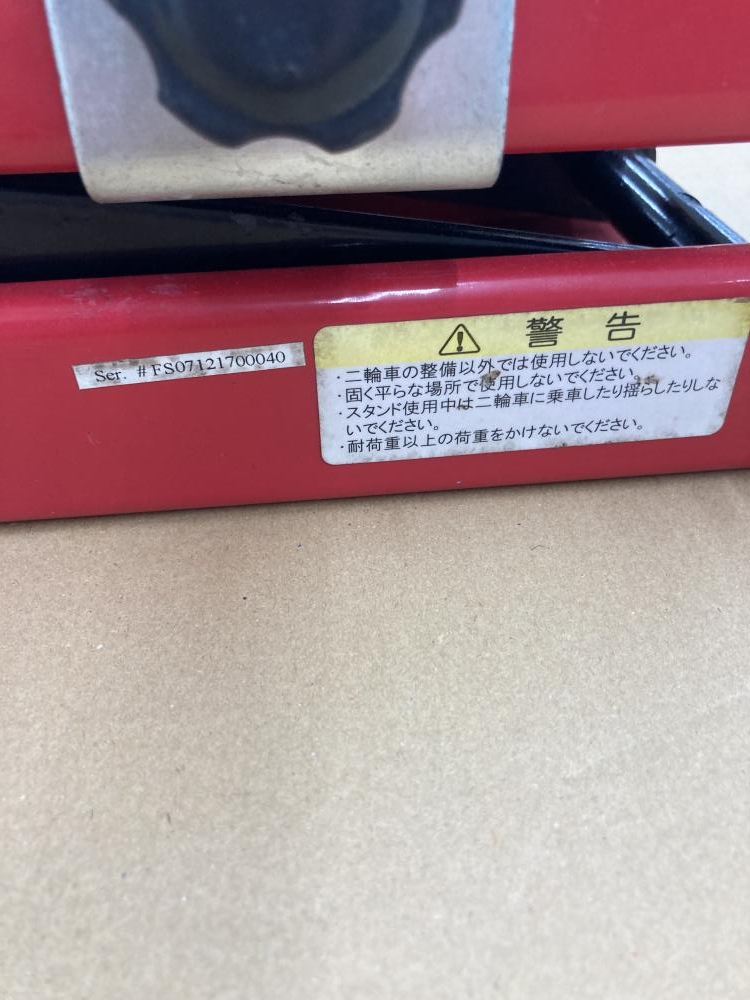 Ser. # FS07121700040
警告
・二輪車の整備以外では使用しないでください。
・固く平らな場所で使用しないでください。
・スタンド使用中は二輪車に乗車したり揺らしたりしな
いでください。
・耐荷重以上の荷重をかけないでください。